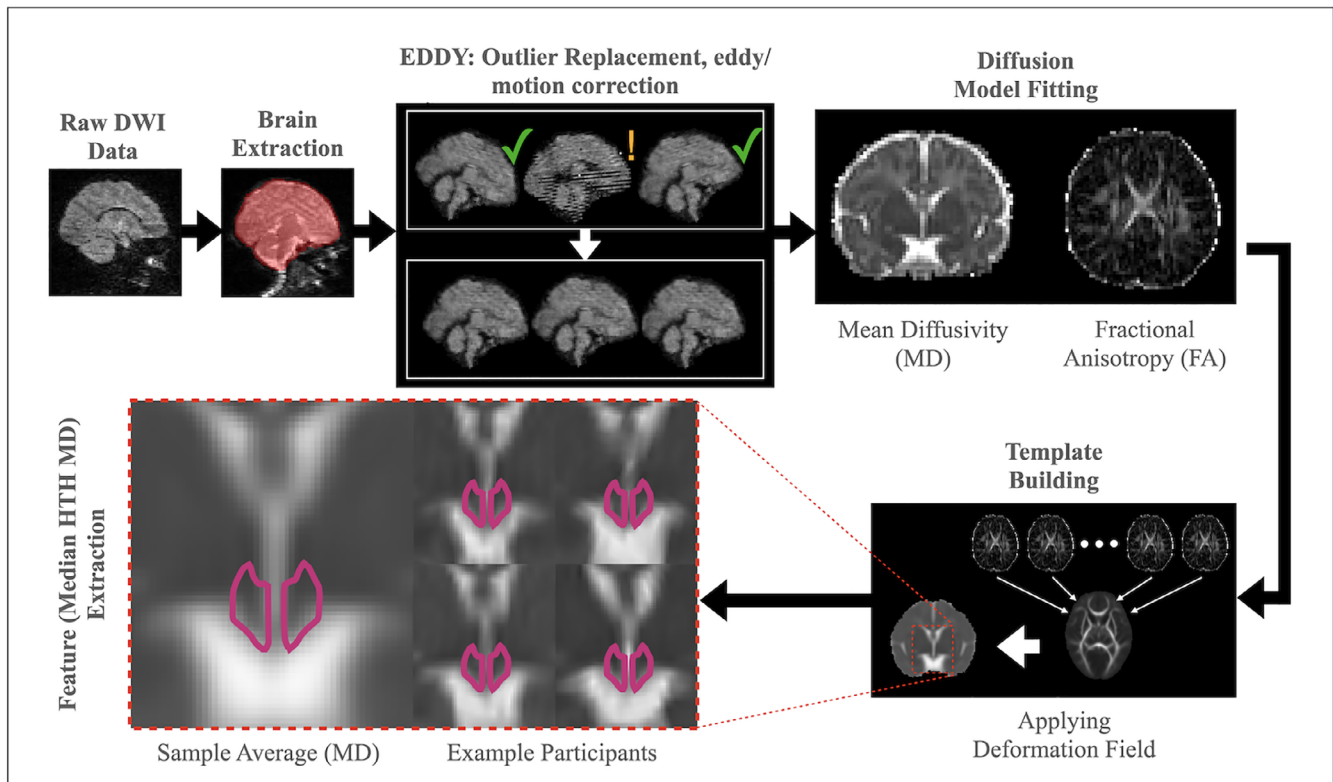 Raw DWI
Data
Brain
Extraction
EDDY: Outlier Replacement, eddy/
motion correction
!
Diffusion
Model Fitting
Mean Diffusivity
(MD)
Fractional
Anisotropy (FA)
Template
Building
Applying
Deformation Field
Feature (Median HTH MD)
Extraction
Sample Average (MD)
Example Participants